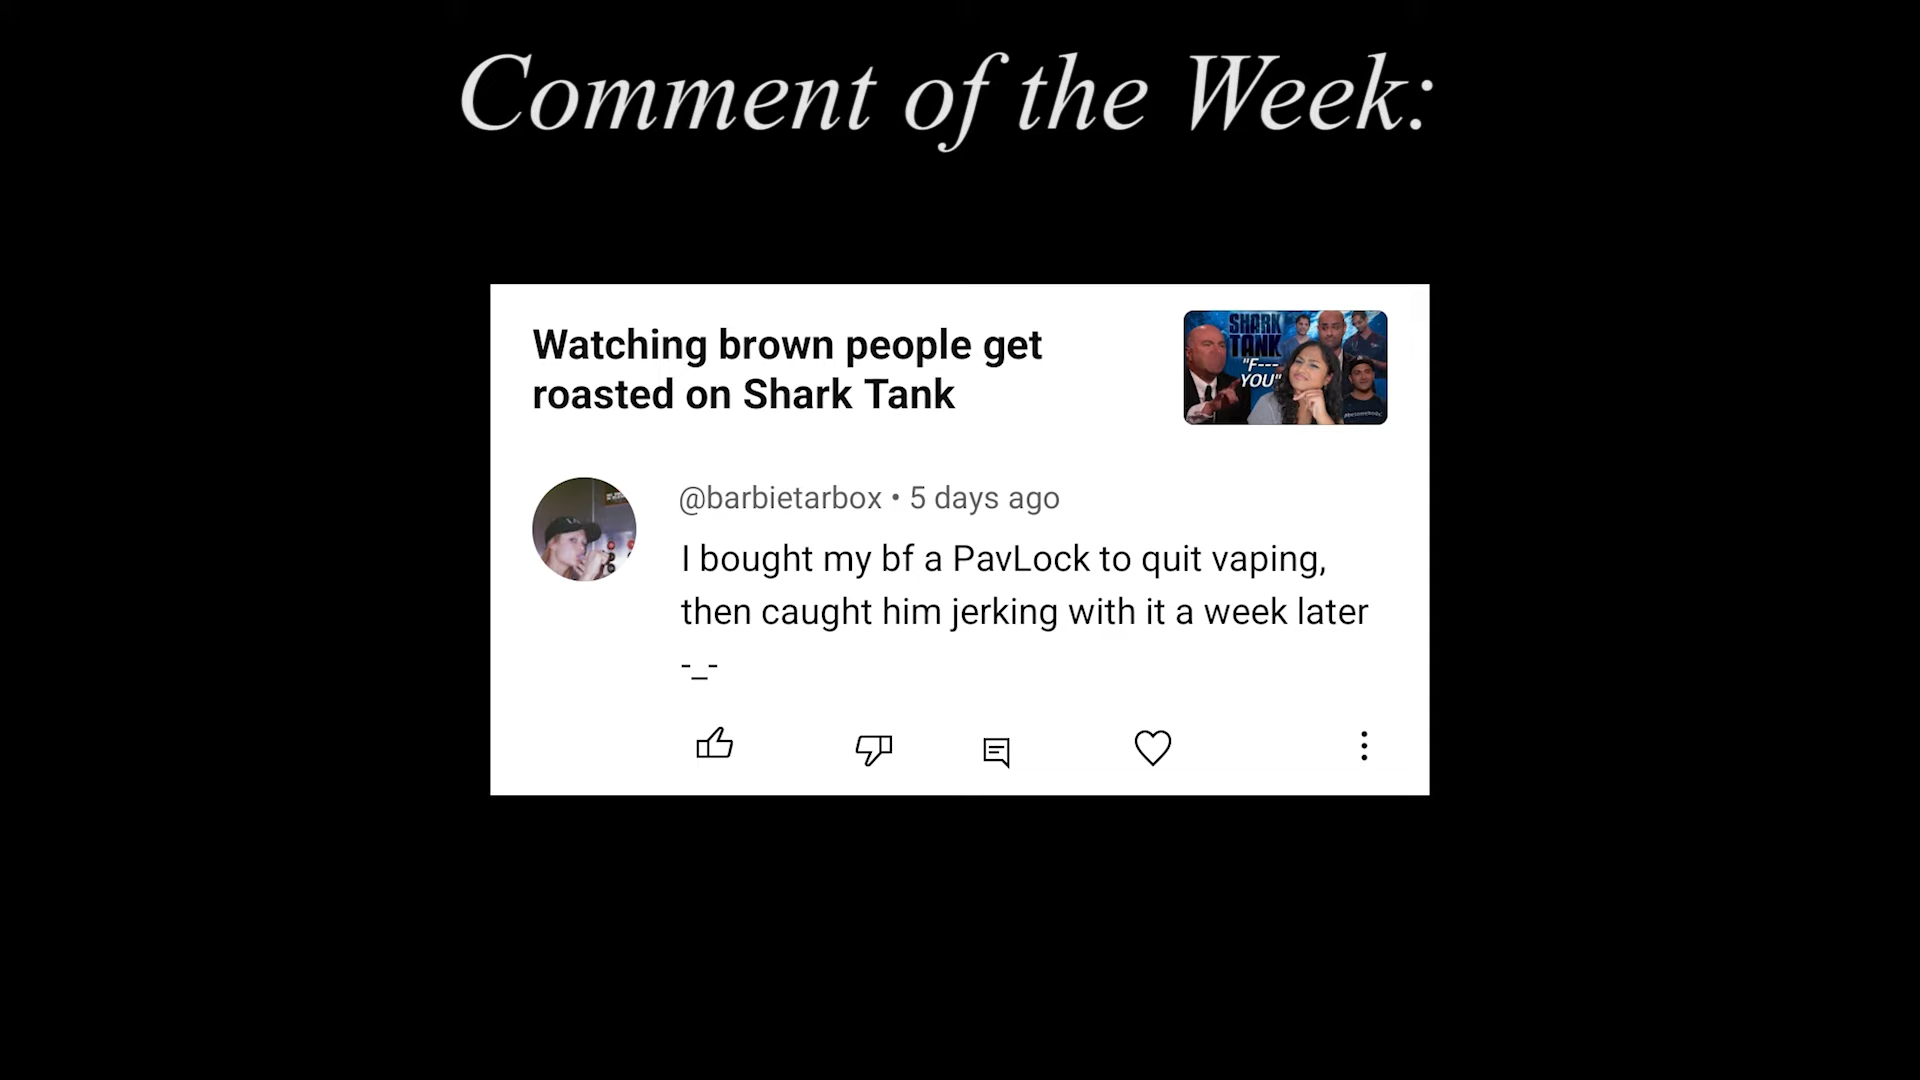 Comment of the Week:
Watching brown people get
roasted on Shark Tank
SHARK
TANK
"F---
YOU"
@barbietarbox • 5 days ago
I bought my bf a PavLock to quit vaping,
then caught him jerking with it a week later
-_-